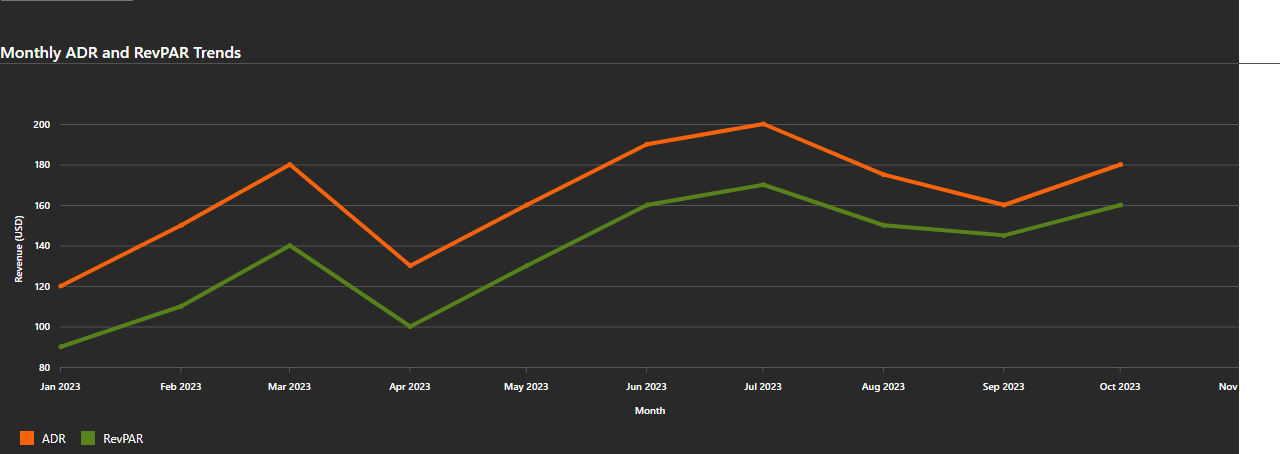 Monthly ADR and RevPAR Trends
200
180
160
140
120
100
80
Revenue (USD)
Jan 2023 Feb 2023 Mar 2023 Apr 2023 May 2023 Jun 2023 Jul 2023 Aug 2023 Sep 2023 Oct 2023 Nov
Month
ADR RevPAR